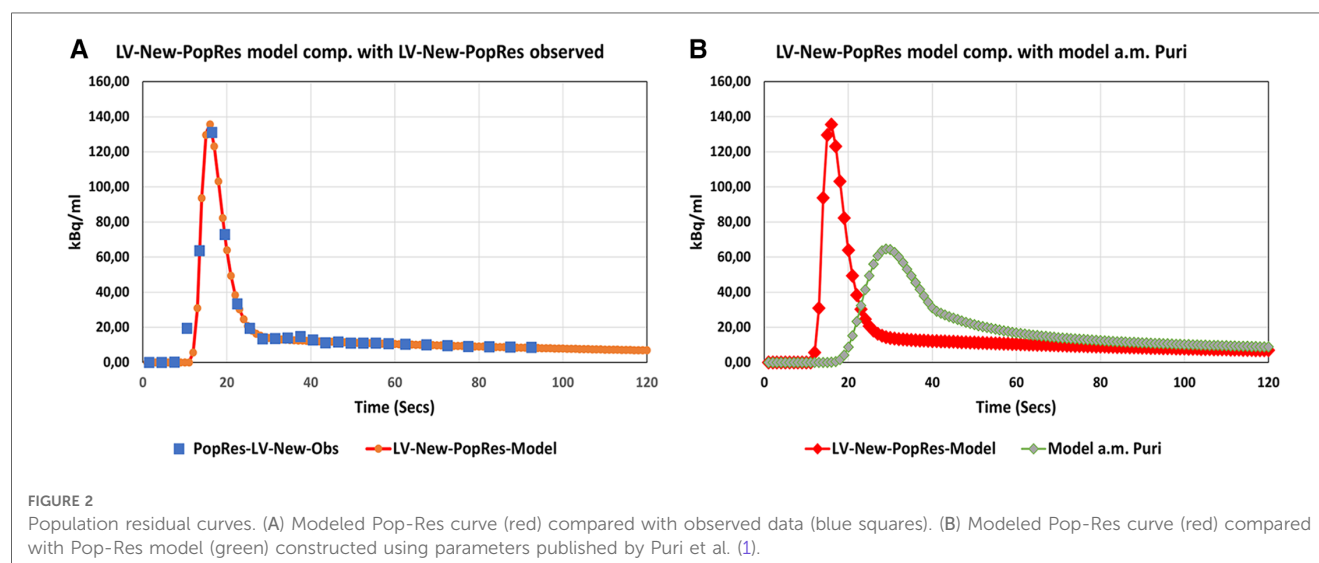 A LV-New-PopRes model comp. with LV-New-PopRes observed
160,00
140,00
120,00
100,00
80,00
60,00
40,00
20,00
0,00
kBq/ml
0 20 40 60 80 100 120
Time (Secs)
PopRes-LV-New-Obs LV-New-PopRes-Model
B LV-New-PopRes model comp. with model a.m. Puri
160,00
140,00
120,00
100,00
80,00
60,00
40,00
20,00
0,00
kBq/ml
0 20 40 60 80 100 120
Time (Secs)
LV-New-PopRes-Model Model a.m. Puri
FIGURE 2
Population residual curves. (A) Modeled Pop-Res curve (red) compared with observed data (blue squares). (B) Modeled Pop-Res curve (red) compared
with Pop-Res model (green) constructed using parameters published by Puri et al. (1).